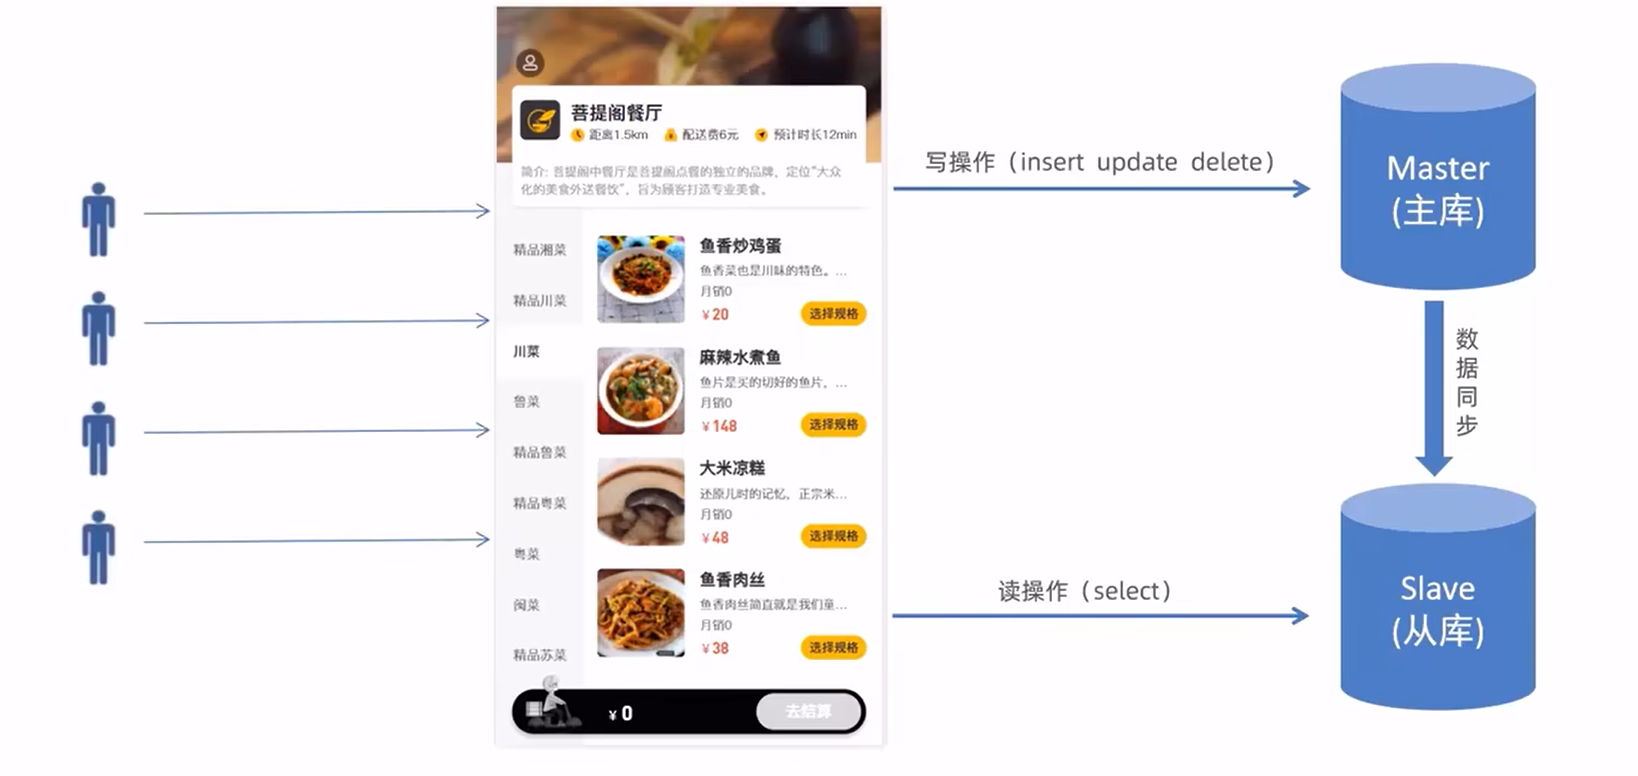 菩提阁餐厅
距离1.5km 配送费6元 预计时长12min
简介: 菩提阁中餐厅是菩提阁点餐的独立的品牌，定位“大众
化的美食外送餐饮”，旨为顾客打造专业美食。
精品湘菜
精品川菜
川菜
鲁菜
精品鲁菜
精品粤菜
粤菜
闽菜
精品苏菜
鱼香炒鸡蛋
鱼香菜也是川味的特色。...
月销0
¥20
选择规格
麻辣水煮鱼
鱼片是买的切好的鱼片，...
月销0
¥148
选择规格
大米凉糕
还原儿时的记忆，正宗米...
月销0
¥48
选择规格
鱼香肉丝
鱼香肉丝简直就是我们童...
月销0
¥38
选择规格
¥0
去结算
写操作（insert update delete）
Master
(主库)
数据同步
读操作（select）
Slave
(从库)